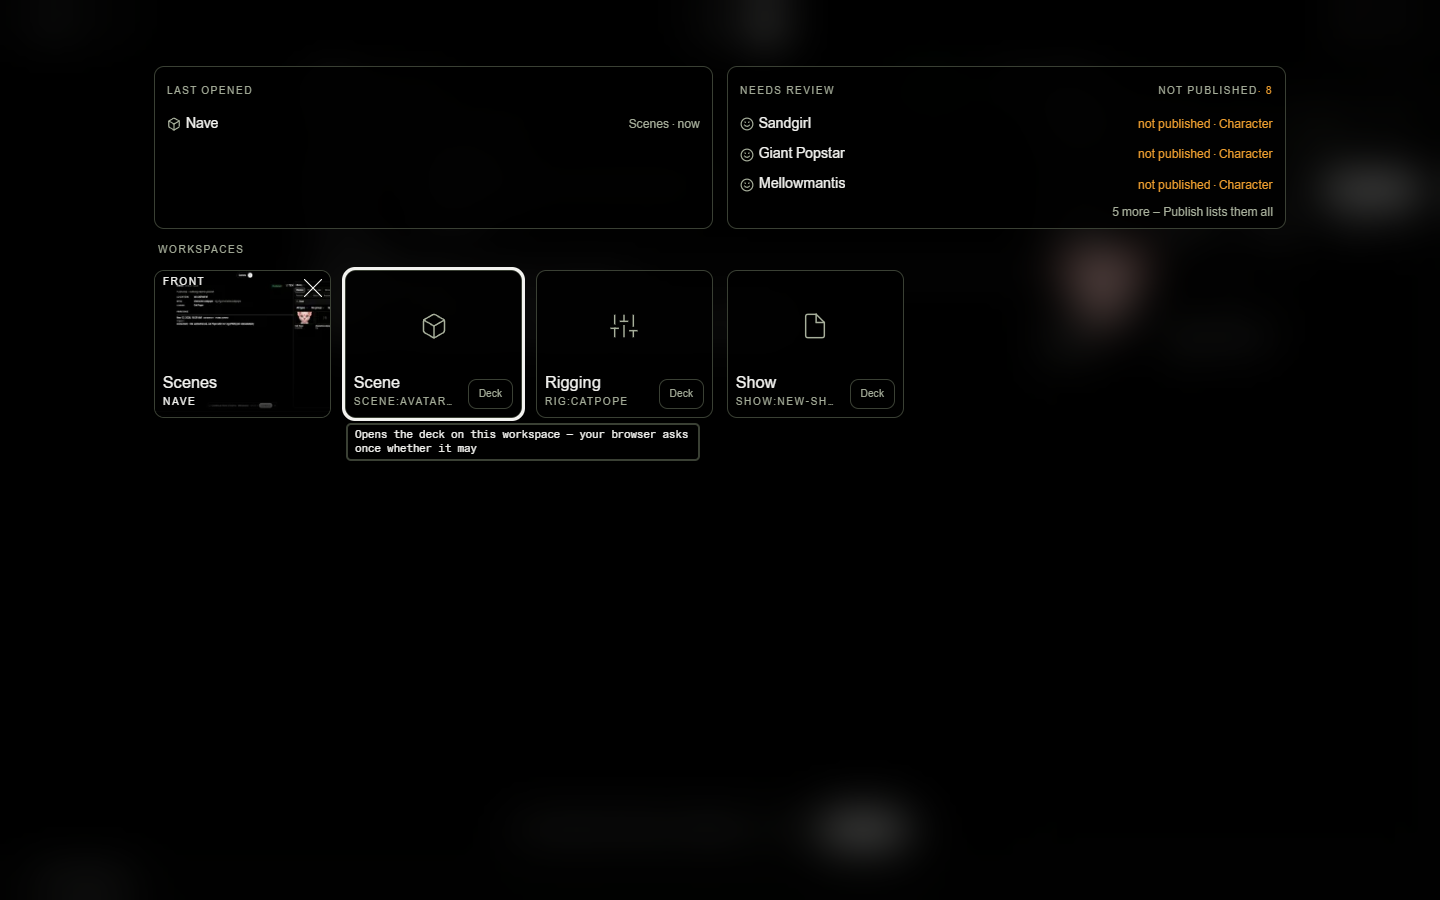 LAST OPENED
Nave
Scenes · now
NEEDS REVIEW
NOT PUBLISHED· 8
Sandgirl
not published · Character
Giant Popstar
not published · Character
Mellowmantis
not published · Character
5 more — Publish lists them all
WORKSPACES
FRONT
Scenes
NAVE
Scene
SCENE:AVATAR…
Deck
Rigging
RIG:CATPOPE
Deck
Show
SHOW:NEW-SH…
Deck
Opens the deck on this workspace — your browser asks
once whether it may